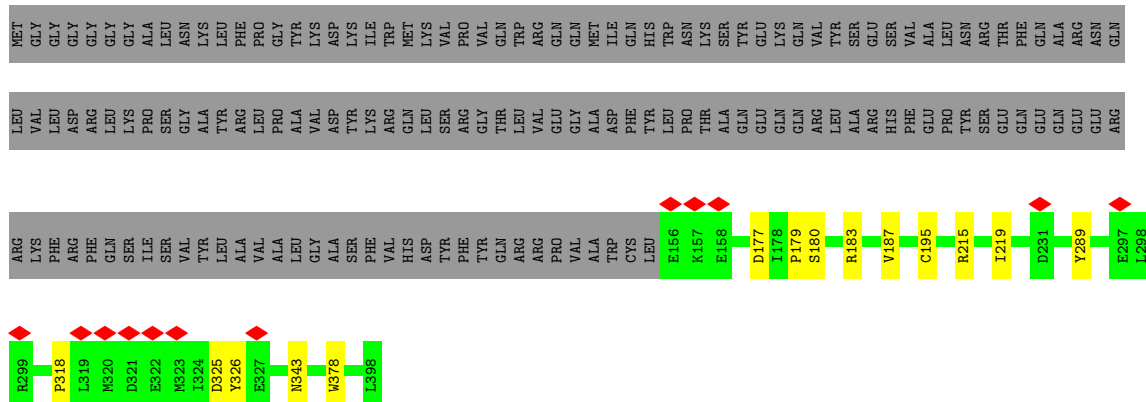 MET GLY GLY GLY GLY GLY GLY ALA LEU ASN LYS LEU PHE PRO GLY TYR LYS ASP LYS ILE TRP MET LYS VAL PRO VAL GLN TRP ARG GLN GLN MET ILE GLN HIS TRP ASN LYS SER TYR GLU LYS GLN VAL TYR SER GLU SER VAL ALA LEU ASN ARG THR PHE GLN ALA ARG ASN GLN
LEU VAL LEU ASP ARG LEU LYS PRO SER GLY ALA TYR ARG LEU PRO ALA VAL ASP TYR LYS ARG GLN LEU SER ARG GLY THR LEU VAL GLU GLY ALA ASP PHE TYR LEU PRO THR ALA GLN GLU GLN GLN ARG LEU ALA ARG HIS PHE GLU PRO TYR SER GLU GLN GLU GLN GLU GLU ARG
ARG LYS PHE ARG PHE GLN SER ILE SER VAL TYR LEU ALA VAL ALA LEU GLY ALA SER PHE VAL HIS ASP TYR PHE TYR GLN ARG ARG PRO VAL ALA TRP CYS LEU E156 K157 E158 D177 I178 P179 S180 R183 V187 C195 R215 I219 D231 Y289 E297 L298
R299 P318 L319 M320 D321 E322 M323 I324 D325 Y326 E327 N343 W378 L398